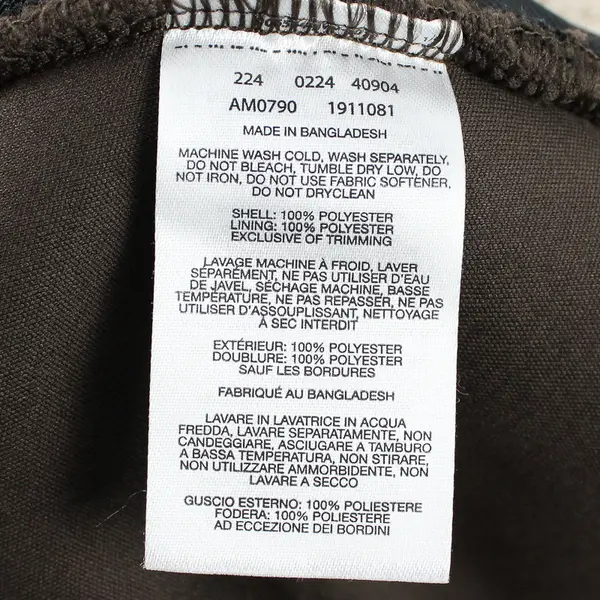 224 0224 40904
AM0790 1911081
MADE IN BANGLADESH
MACHINE WASH COLD, WASH SEPARATELY,
DO NOT BLEACH, TUMBLE DRY LOW, DO
NOT IRON, DO NOT USE FABRIC SOFTENER,
DO NOT DRYCLEAN
SHELL: 100% POLYESTER
LINING: 100% POLYESTER
EXCLUSIVE OF TRIMMING
LAVAGE MACHINE À FROID, LAVER
SÉPARÉMENT, NE PAS UTILISER D'EAU
DE JAVEL, SÉCHAGE MACHINE, BASSE
TEMPÉRATURE, NE PAS REPASSER, NE PAS
UTILISER D'ASSOUPLISSANT, NETTOYAGE
À SEC INTERDIT
EXTÉRIEUR: 100% POLYESTER
DOUBLURE: 100% POLYESTER
SAUF LES BORDURES
FABRIQUÉ AU BANGLADESH
LAVARE IN LAVATRICE IN ACQUA
FREDDA, LAVARE SEPARATAMENTE, NON
CANDEGGIARE, ASCIUGARE A TAMBURO
A BASSA TEMPERATURA, NON STIRARE,
NON UTILIZZARE AMMORBIDENTE, NON
LAVARE A SECCO
GUSCIO ESTERNO: 100% POLIESTERE
FODERA: 100% POLIESTERE
AD ECCEZIONE DEI BORDINI